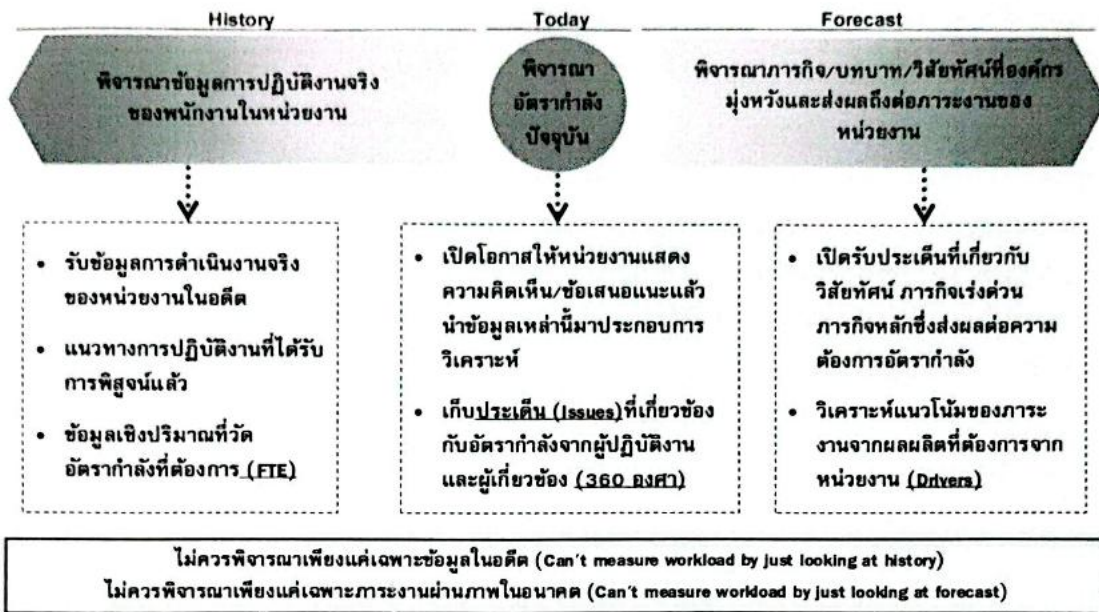 History
Today
Forecast
พิจารณาข้อมูลการปฏิบัติงานจริง
ของพนักงานในหน่วยงาน
พิจารณา
อัตรากำลัง
ปัจจุบัน
พิจารณาภารกิจ/บทบาท/วิสัยทัศน์ที่องค์กร
มุ่งหวังและส่งผลถึงต่อภาระงานของ
หน่วยงาน
• รับข้อมูลการดำเนินงานจริง
ของหน่วยงานในอดีต
• แนวทางการปฏิบัติงานที่ได้รับ
การพิสูจน์แล้ว
• ข้อมูลเชิงปริมาณที่วัด
อัตรากำลังที่ต้องการ (FTE)
• เปิดโอกาสให้หน่วยงานแสดง
ความคิดเห็น/ข้อเสนอแนะแล้ว
นำข้อมูลเหล่านี้มาประกอบการ
วิเคราะห์
• เก็บประเด็น (Issues)ที่เกี่ยวข้อง
กับอัตรากำลังจากผู้ปฏิบัติงาน
และผู้เกี่ยวข้อง (360 องศา)
• เปิดรับประเด็นที่เกี่ยวกับ
วิสัยทัศน์ ภารกิจเร่งด่วน
ภารกิจหลักซึ่งส่งผลต่อความ
ต้องการอัตรากำลัง
• วิเคราะห์แนวโน้มของภาระ
งานจากผลผลิตที่ต้องการจาก
หน่วยงาน (Drivers)
ไม่ควรพิจารณาเพียงแค่เฉพาะข้อมูลในอดีต (Can't measure workload by just looking at history)
ไม่ควรพิจารณาเพียงแค่เฉพาะภาระงานผ่านภาพในอนาคต (Can't measure workload by just looking at forecast)